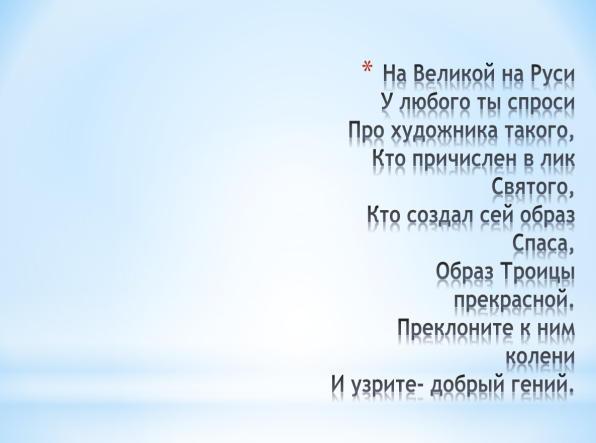 * На Великой на Руси
У любого ты спроси
Про художника такого,
Кто причислен в лик
Святого,
Кто создал сей образ
Спаса,
Образ Троицы
прекрасной.
Преклоните к ним
колени
И узрите- добрый гений.